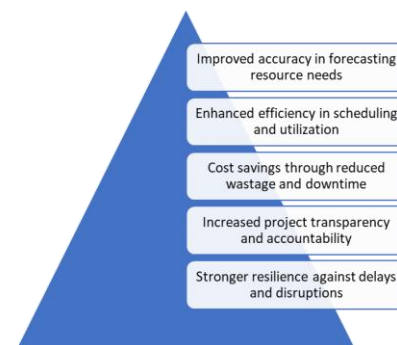 Improved accuracy in forecasting
resource needs
Enhanced efficiency in scheduling
and utilization
Cost savings through reduced
wastage and downtime
Increased project transparency
and accountability
Stronger resilience against delays
and disruptions